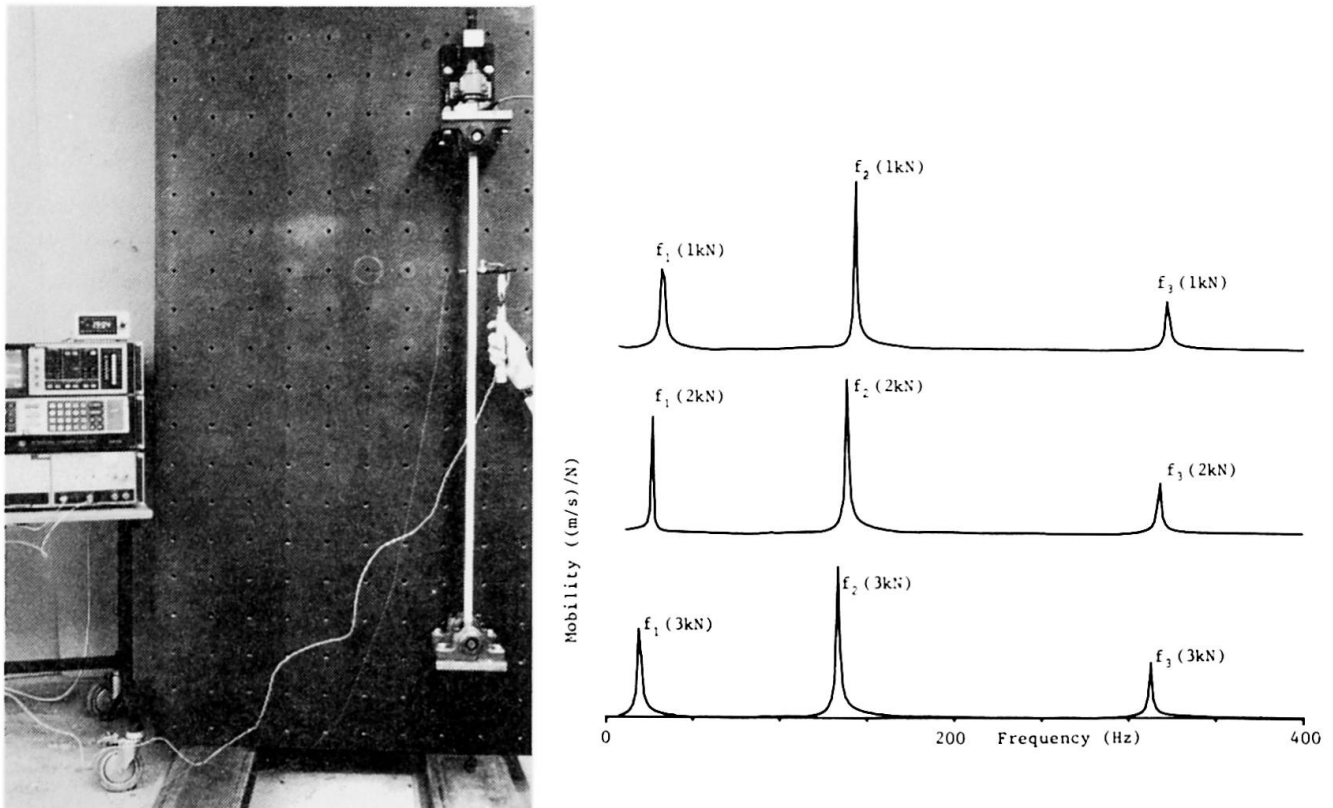 f₁ (1kN)
f₂ (1kN)
f₃ (1kN)
f₁ (2kN)
f₂ (2kN)
f₃ (2kN)
f₁ (3kN)
f₂ (3kN)
f₃ (3kN)
Mobility ((m/s)/N)
0
200
Frequency (Hz)
400